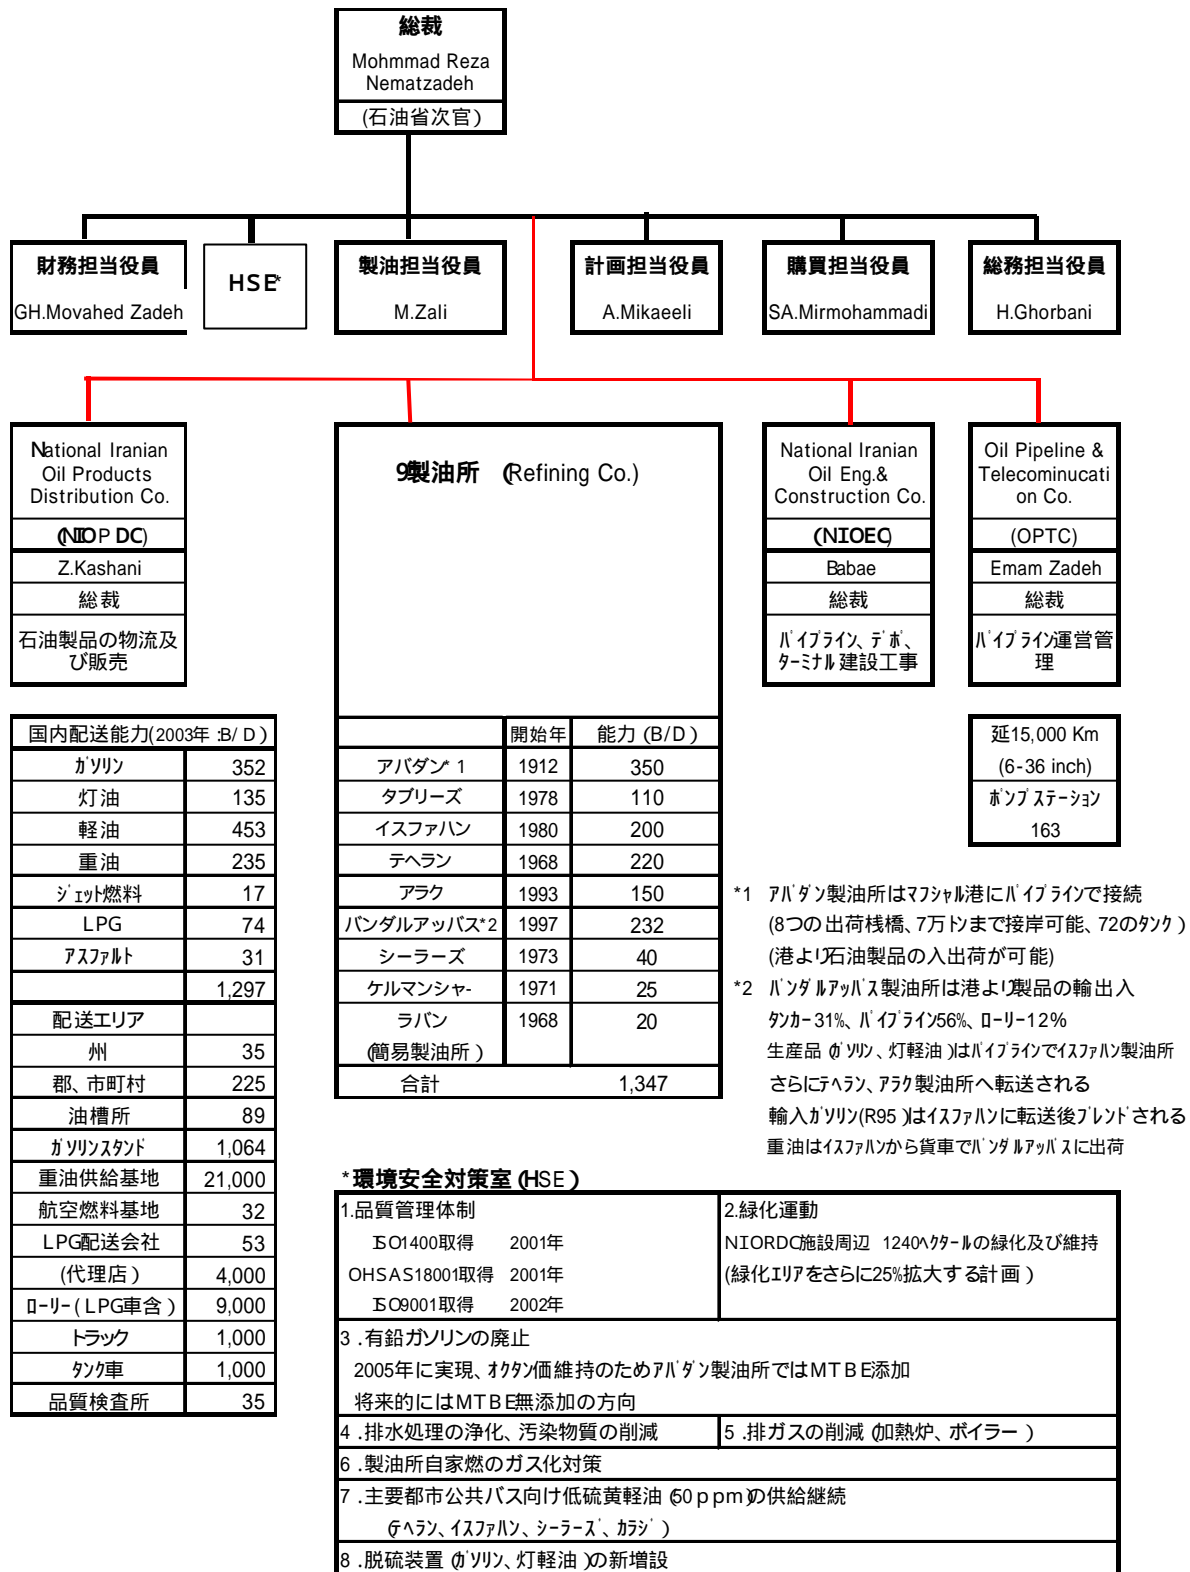 総裁
Mohmmad Reza
Nematzadeh
(石油省次官)
財務担当役員
GH.Movahed Zadeh
HSE*
製油担当役員
M.Zali
計画担当役員
A.Mikaeeli
購買担当役員
SA.Mirmohammadi
総務担当役員
H.Ghorbani
National Iranian
Oil Products
Distribution Co.
(NIOPDC)
Z.Kashani
総裁
石油製品の物流及
び販売
9製油所 (Refining Co.)
National Iranian
Oil Eng.&
Construction Co.
(NIOEC)
Babae
総裁
ﾊﾟｲﾌﾟﾗｲﾝ、ﾃﾞﾎﾟ、
ﾀｰﾐﾅﾙ建設工事
Oil Pipeline &
Telecominucati
on Co.
(OPTC)
Emam Zadeh
総裁
ﾊﾟｲﾌﾟﾗｲﾝ運営管
理
国内配送能力(2003年:B/D)
ｶﾞｿﾘﾝ 352
灯油 135
軽油 453
重油 235
ｼﾞｪｯﾄ燃料 17
LPG 74
ｱｽﾌｧﾙﾄ 31
1,297
配送エリア
州 35
郡、市町村 225
油槽所 89
ｶﾞｿﾘﾝｽﾀﾝﾄﾞ 1,064
重油供給基地 21,000
航空燃料基地 32
LPG配送会社 53
(代理店) 4,000
ﾛｰﾘｰ(LPG車含) 9,000
トラック 1,000
ﾀﾝｸ車 1,000
品質検査所 35
開始年 能力(B/D)
アバダン*1 1912 350
タブリーズ 1978 110
イスファハン 1980 200
テヘラン 1968 220
アラク 1993 150
バンダルアッバス*2 1997 232
シーラーズ 1973 40
ケルマンシャ- 1971 25
ラバン 1968 20
(簡易製油所)
合計 1,347
延15,000 Km
(6-36 inch)
ﾎﾟﾝﾌﾟｽﾃｰｼｮﾝ
163
*1 ｱﾊﾞﾀﾞﾝ製油所はﾏﾌｼｬﾙ港にﾊﾟｲﾌﾟﾗｲﾝで接続
(8つの出荷桟橋、7万ﾄﾝまで接岸可能、72のﾀﾝｸ)
(港より石油製品の入出荷が可能)
*2 ﾊﾞﾝﾀﾞﾙｱｯﾊﾞｽ製油所は港より製品の輸出入
ﾀﾝｶｰ31%、ﾊﾟｲﾌﾟﾗｲﾝ56%、ﾛｰﾘｰ12%
生産品(ｶﾞｿﾘﾝ、灯軽油)はﾊﾟｲﾌﾟﾗｲﾝでｲｽﾌｧﾊﾝ製油所
さらにﾃﾍﾗﾝ、ｱﾗｸ製油所へ転送される
輸入ｶﾞｿﾘﾝ(R95)はｲｽﾌｧﾊﾝに転送後ﾌﾞﾚﾝﾄﾞされる
重油はｲｽﾌｧﾊﾝから貨車でﾊﾞﾝﾀﾞﾙｱｯﾊﾞｽに出荷
*環境安全対策室(HSE)
1.品質管理体制
ISO1400取得 2001年
OHSAS18001取得 2001年
ISO9001取得 2002年
2.緑化運動
NIORDC施設周辺 1240ﾍｸﾀｰﾙの緑化及び維持
(緑化ｴﾘｱをさらに25%拡大する計画)
3.有鉛ガソリンの廃止
2005年に実現、ｵｸﾀﾝ価維持のためｱﾊﾞﾀﾞﾝ製油所ではMTBE添加
将来的にはMTBE無添加の方向
4.排水処理の浄化、汚染物質の削減
5.排ガスの削減(加熱炉、ボイラー)
6.製油所自家燃のガス化対策
7.主要都市公共バス向け低硫黄軽油(50ppm)の供給継続
(ﾃﾍﾗﾝ、ｲｽﾌｧﾊﾝ、ｼｰﾗｰｽﾞ、ｶﾗｼﾞ)
8.脱硫装置(ｶﾞｿﾘﾝ、灯軽油)の新増設